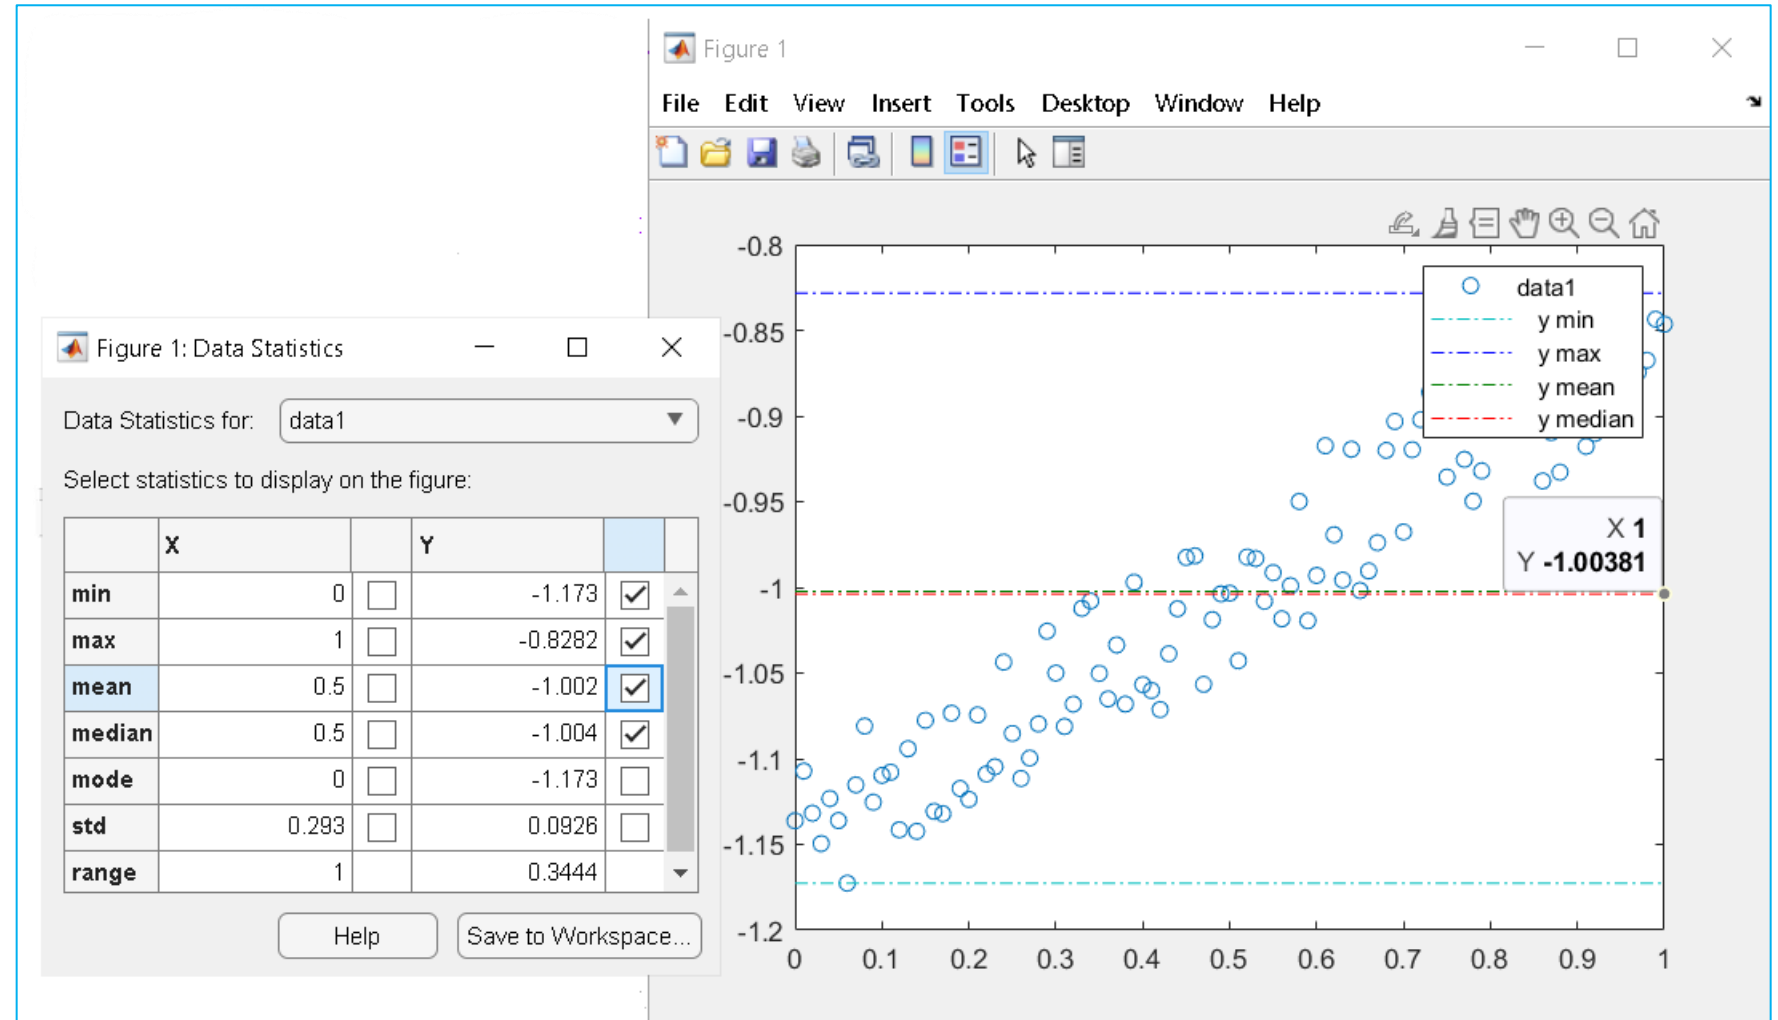 Figure 1
File Edit View Insert Tools Desktop Window Help
Figure 1: Data Statistics
Data Statistics for: data1
Select statistics to display on the figure:
X Y
min 0 -1.173
max 1 -0.8282
mean 0.5 -1.002
median 0.5 -1.004
mode 0 -1.173
std 0.293 0.0926
range 1 0.3444
Help Save to Workspace...
-0.8
-0.85
-0.9
-0.95
-1
-1.05
-1.1
-1.15
-1.2
data1
y min
y max
y mean
y median
X 1
Y -1.00381
0 0.1 0.2 0.3 0.4 0.5 0.6 0.7 0.8 0.9 1